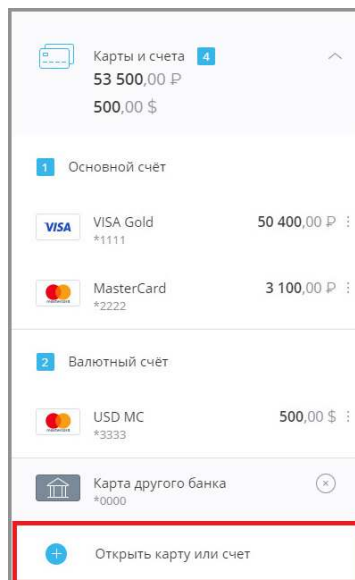 Карты и счета 4
53 500,00 ₽
500,00 $
1 Основной счёт
VISA VISA Gold 50 400,00 ₽
*1111
MasterCard 3 100,00 ₽
*2222
2 Валютный счёт
USD MC 500,00 $
*3333
Карта другого банка
*0000
Открыть карту или счет